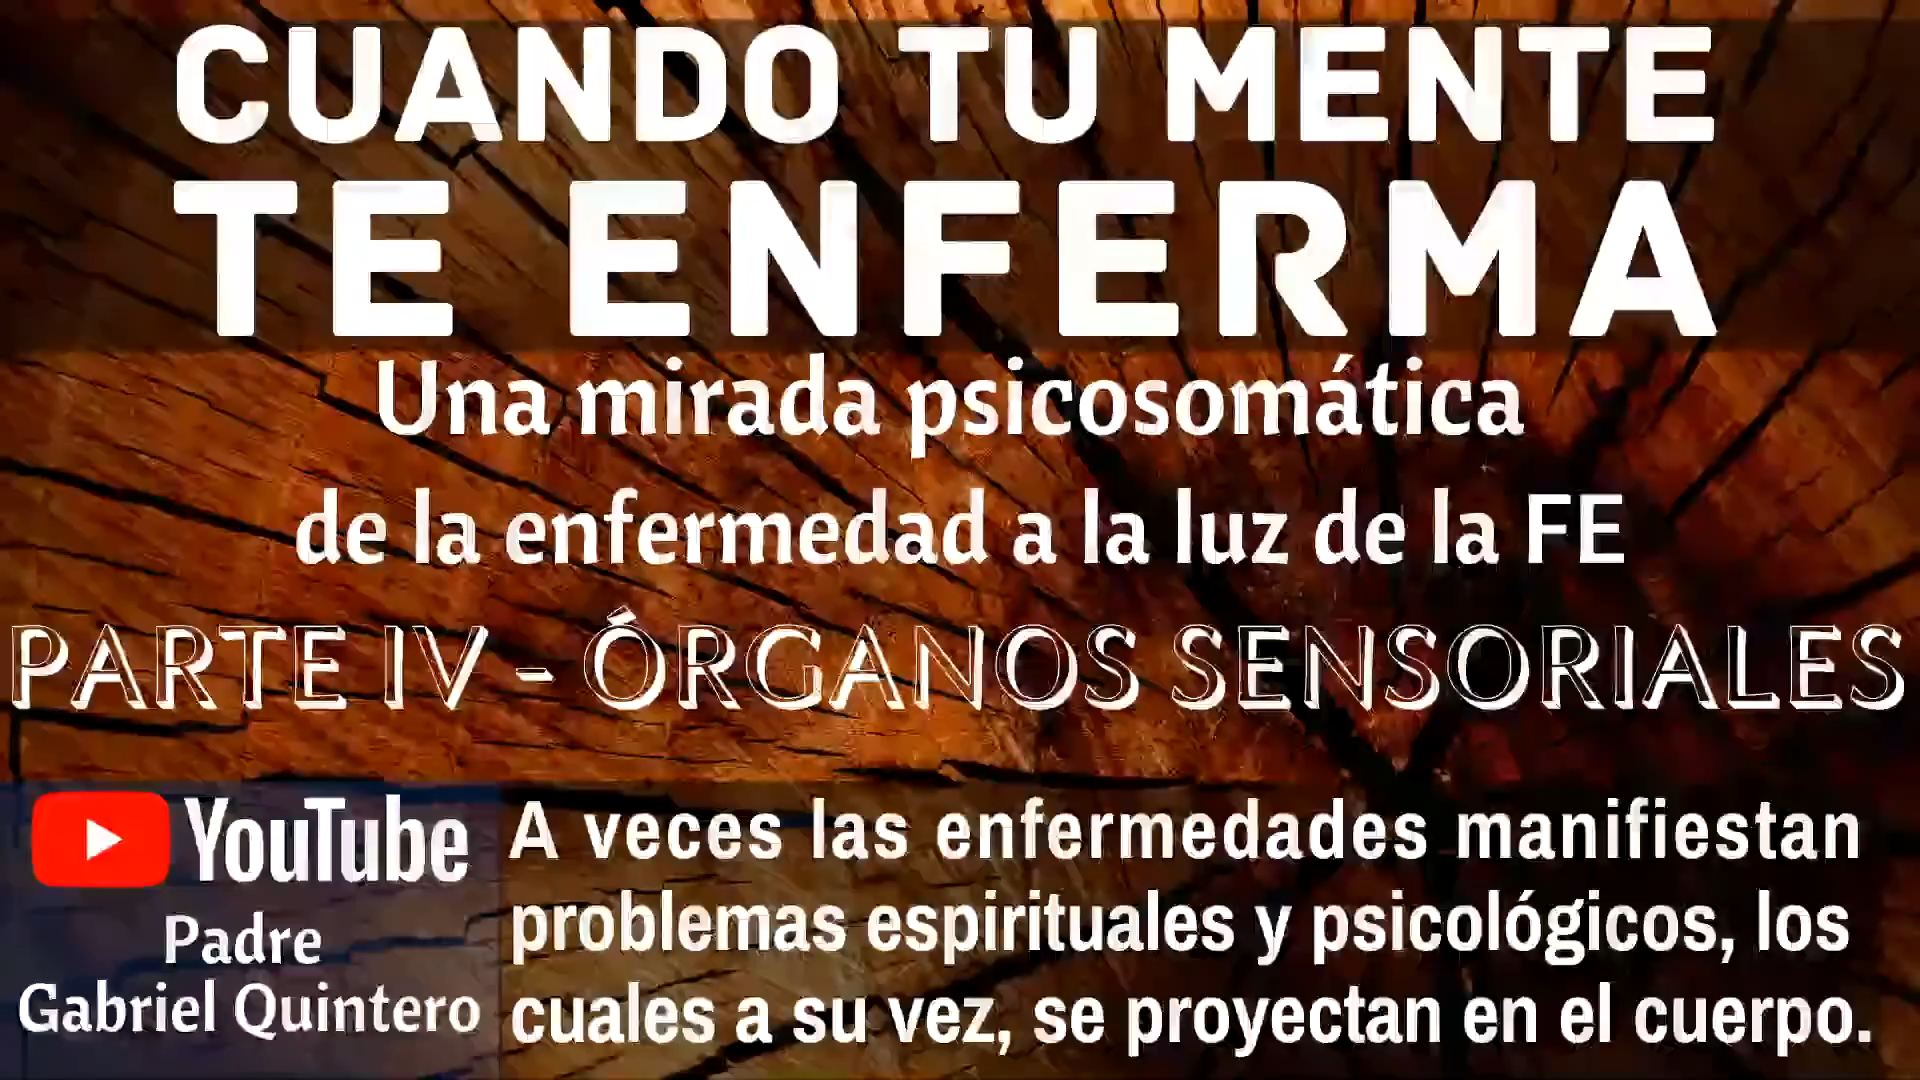 CUANDO TU MENTE
TE ENFERMA
Una mirada psicosomática
de la enfermedad a la luz de la FE
PARTE IV - ÓRGANOS SENSORIALES
YouTube
Padre
Gabriel Quintero
A veces las enfermedades manifiestan
problemas espirituales y psicológicos, los
cuales a su vez, se proyectan en el cuerpo.